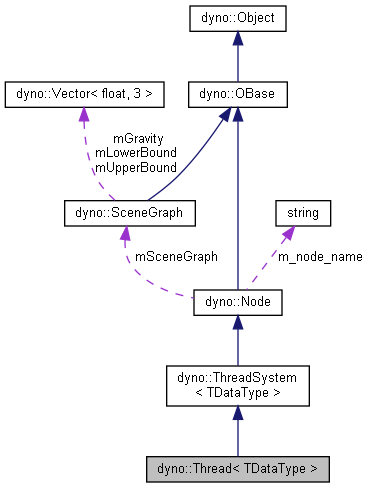 dyno::Object
dyno::Vector< float, 3 >
dyno::OBase
mGravity
mLowerBound
mUpperBound
dyno::SceneGraph
string
mSceneGraph
m_node_name
dyno::Node
dyno::ThreadSystem
< TDataType >
dyno::Thread< TDataType >